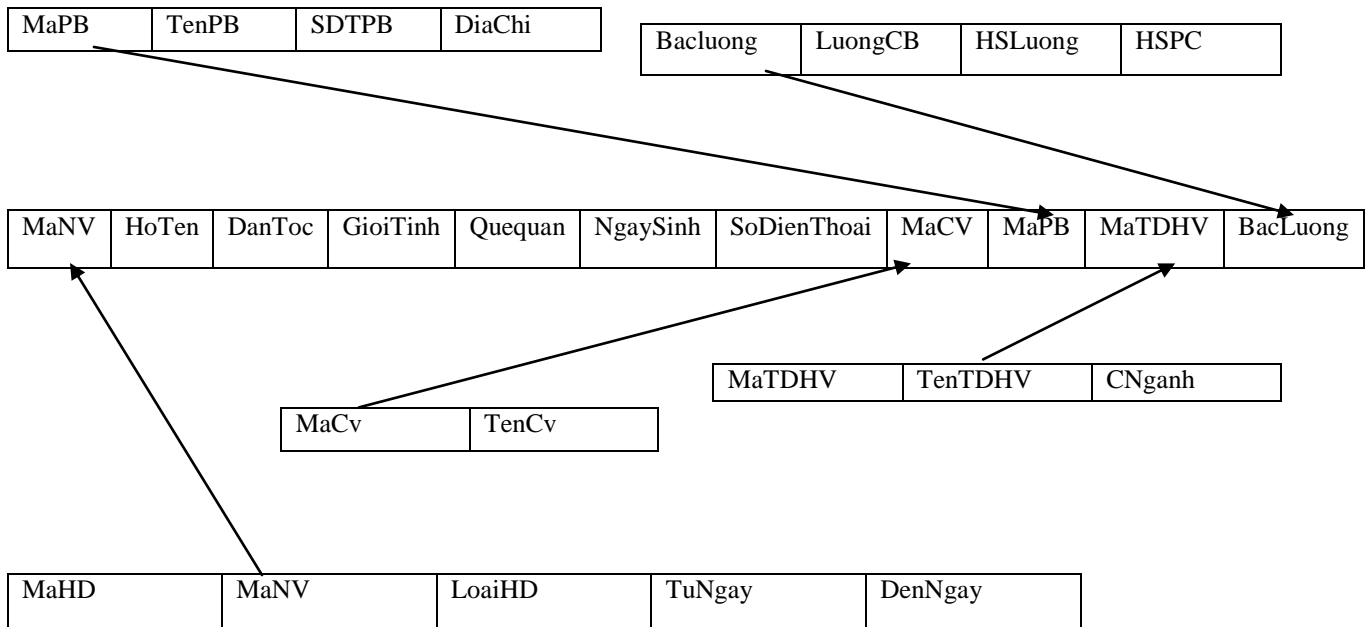 MaPB TenPB SDTPB DiaChi
Bacluong LuongCB HSLuong HSPC
MaNV HoTen DanToc GioiTinh Quequan NgaySinh SoDienThoai MaCV MaPB MaTDHV BacLuong
MaTDHV TenTDHV CNganh
MaCv TenCv
MaHD MaNV LoaiHD TuNgay DenNgay